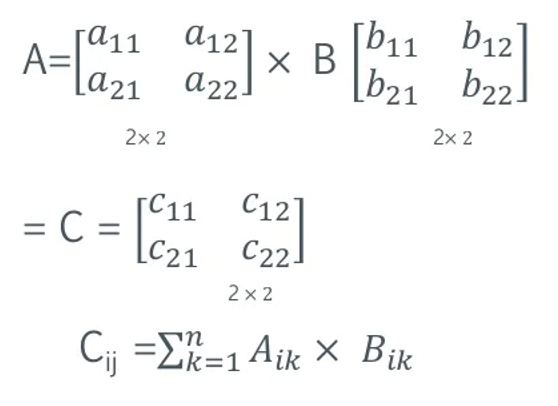 A=[a₁₁ a₁₂
a₂₁ a₂₂] × B [b₁₁ b₁₂
b₂₁ b₂₂]
2×2 2×2
= C = [c₁₁ c₁₂
c₂₁ c₂₂]
2×2
Cᵢⱼ =∑ⁿₖ₌₁ Aᵢₖ × Bᵢₖ